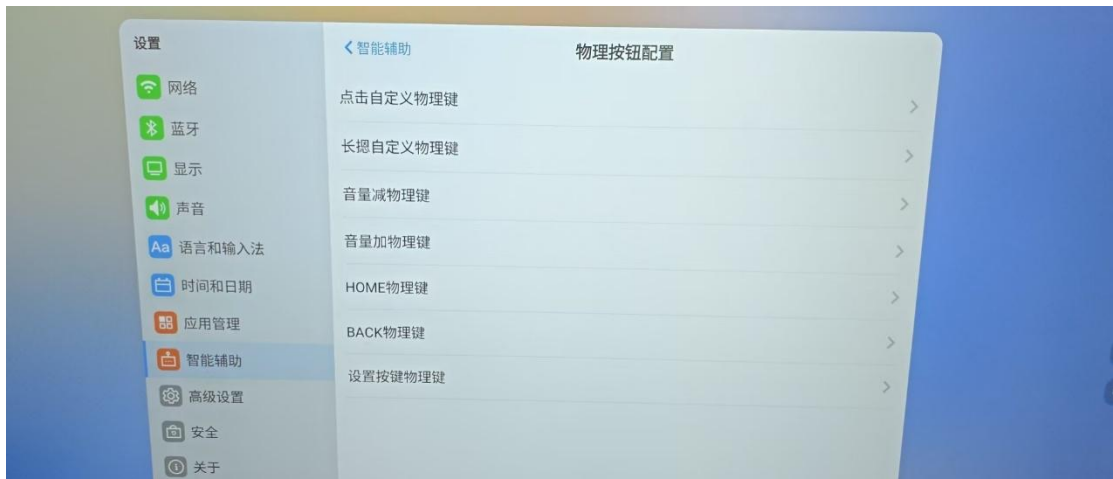 设置
网络
蓝牙
显示
声音
Aa 语言和输入法
时间和日期
应用管理
智能辅助
高级设置
安全
关于
智能辅助
物理按钮配置
点击自定义物理键
长摁自定义物理键
音量减物理键
音量加物理键
HOME物理键
BACK物理键
设置按键物理键